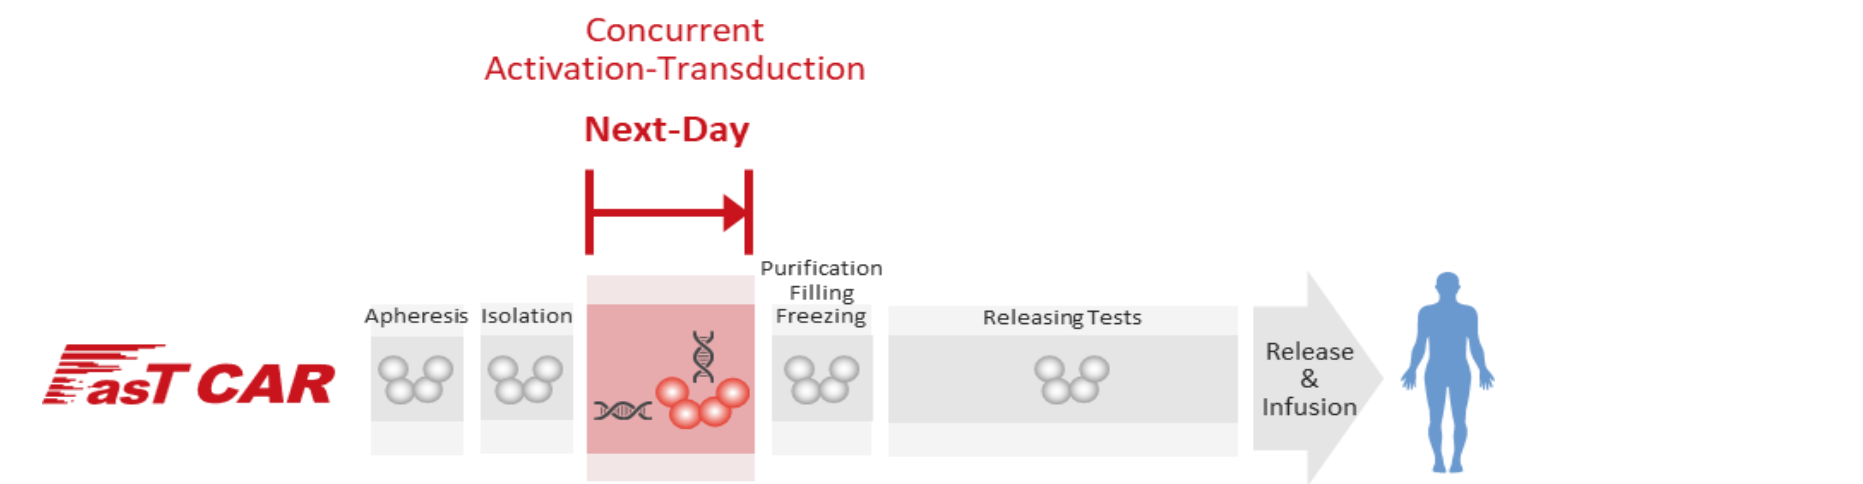 Concurrent
Activation-Transduction
Next-Day
Purification
Filling
Freezing
Apheresis
Isolation
Releasing Tests
FasT CAR
Release
&
Infusion